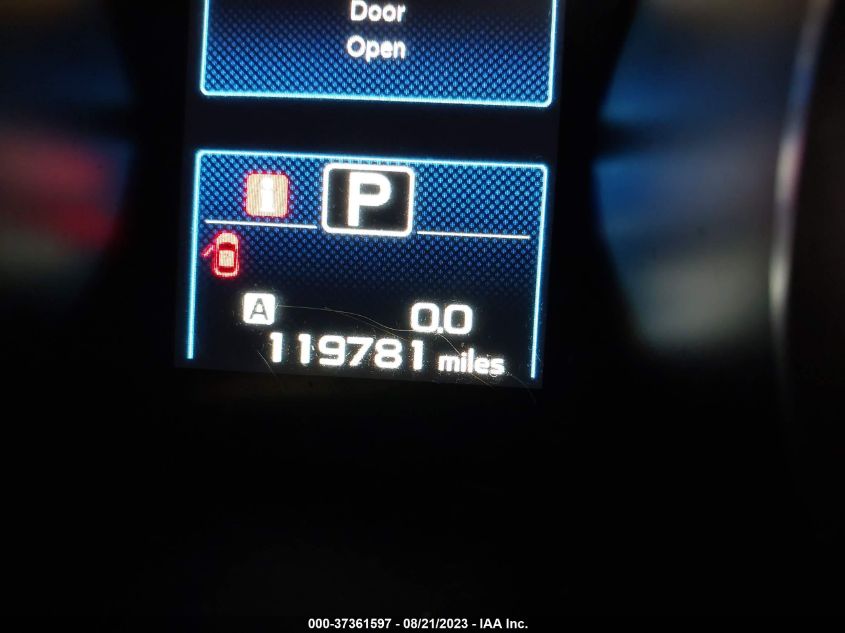 Door
Open
i P
A 0.0
119781 miles
000-37361597 - 08/21/2023 - IAA Inc.